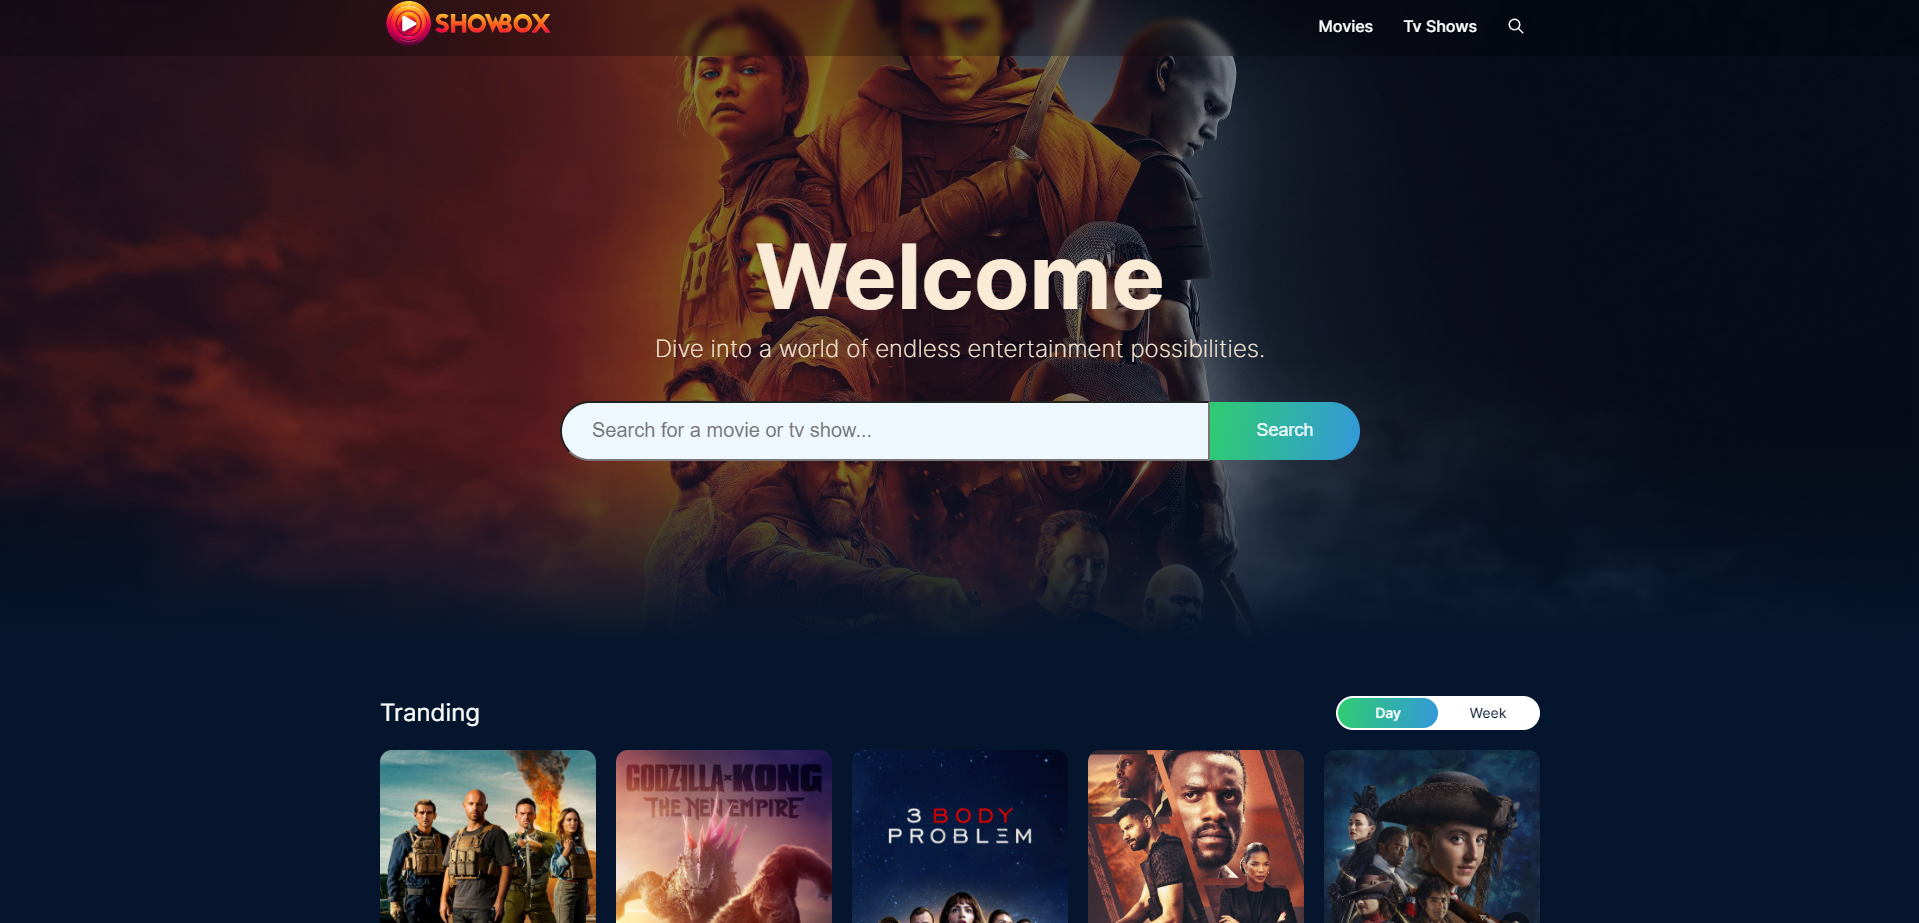 SHOWBOX
Movies
Tv Shows
Welcome
Dive into a world of endless entertainment possibilities.
Search for a movie or tv show...
Search
Tranding
Day
Week
GODZILLA x KONG
THE NEW EMPIRE
3 BODY
PROBLEM